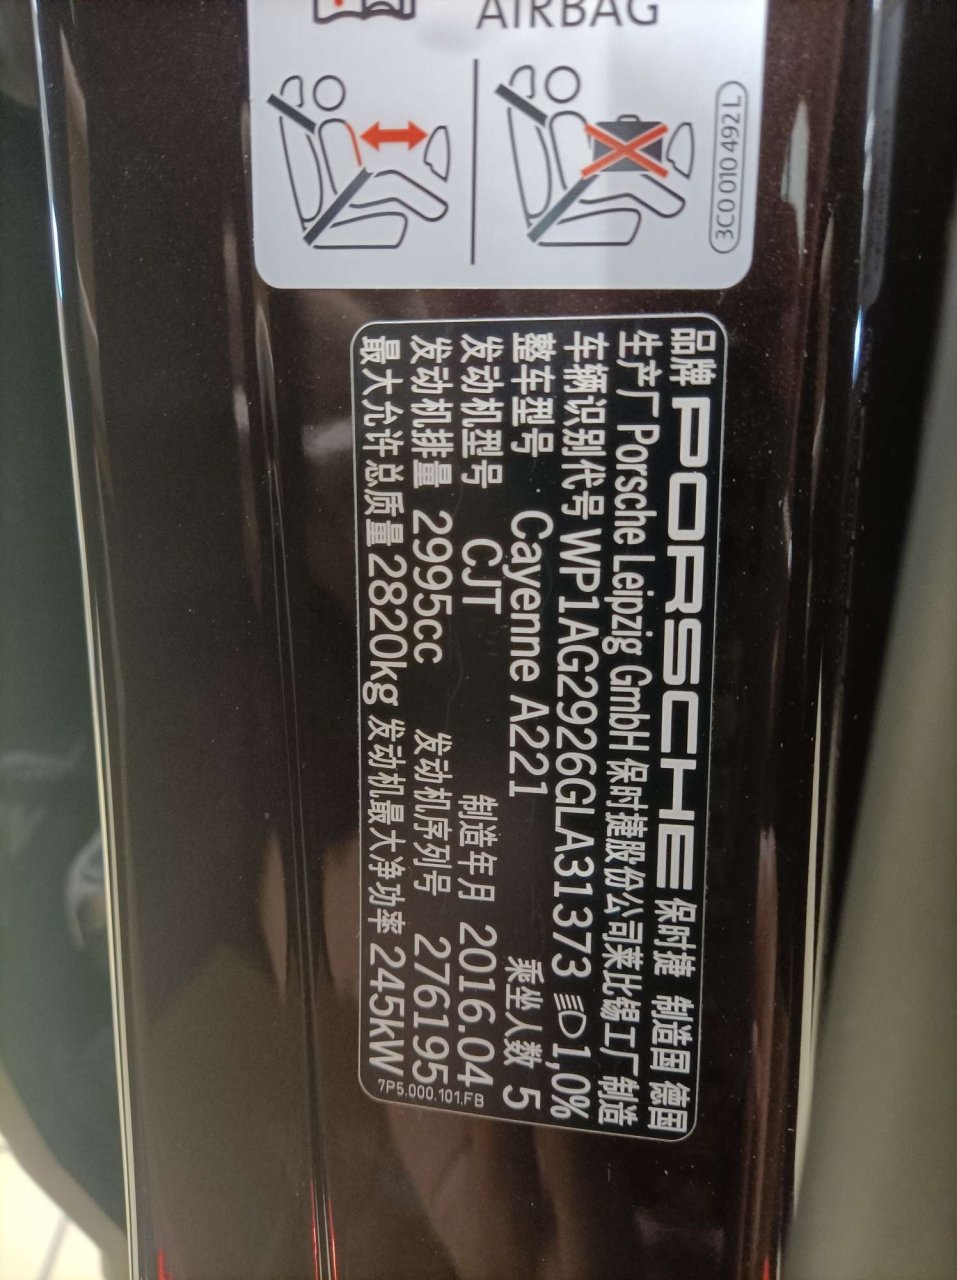 AIRBAG
3C0 010 492 L
品牌 PORSCHE 保时捷 制造国 德国
生产厂 Porsche Leipzig GmbH 保时捷股份公司莱比锡工厂 制造
车辆识别代号 WP1AG2926GLA31373 1,0%
整车型号 Cayenne A221 乘坐人数 5
发动机型号 CJT 制造年月 2016.04
发动机排量 2995cc 发动机序列号 276195
最大允许总质量 2820kg 发动机最大净功率 245kW
7P5.000.101.FB